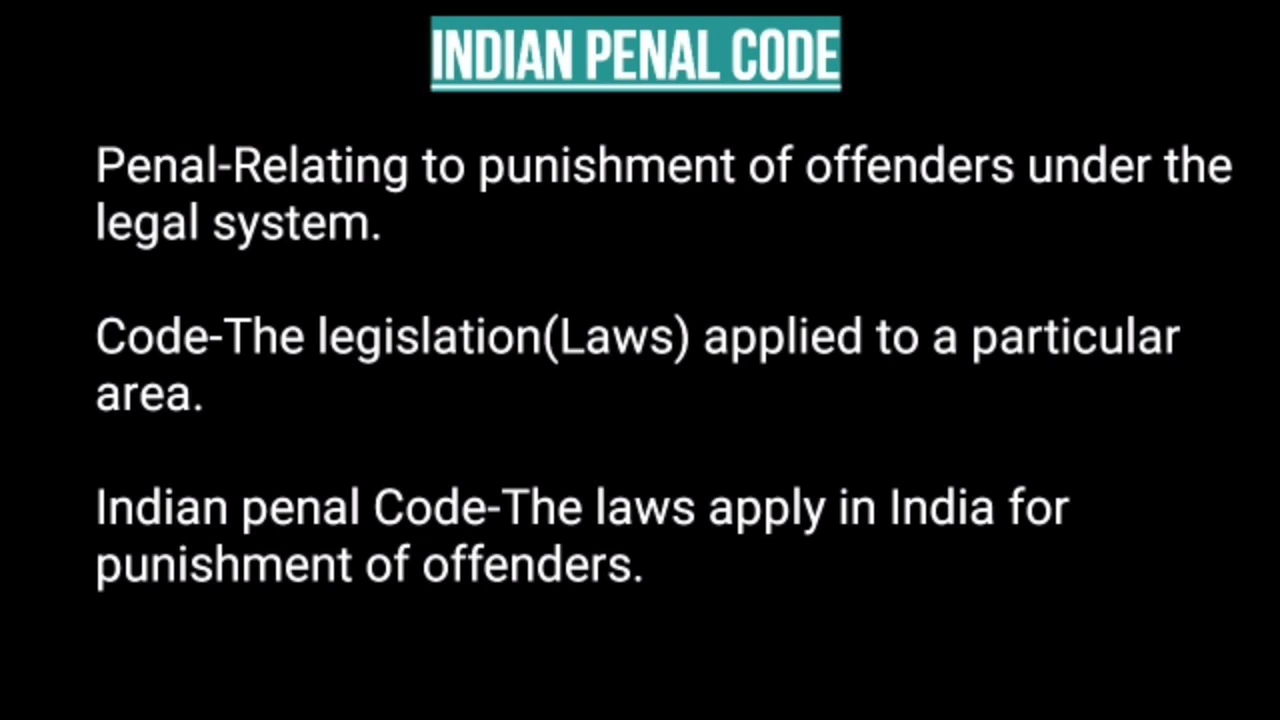 INDIAN PENAL CODE
Penal-Relating to punishment of offenders under the
legal system.
Code-The legislation(Laws) applied to a particular
area.
Indian penal Code-The laws apply in India for
punishment of offenders.